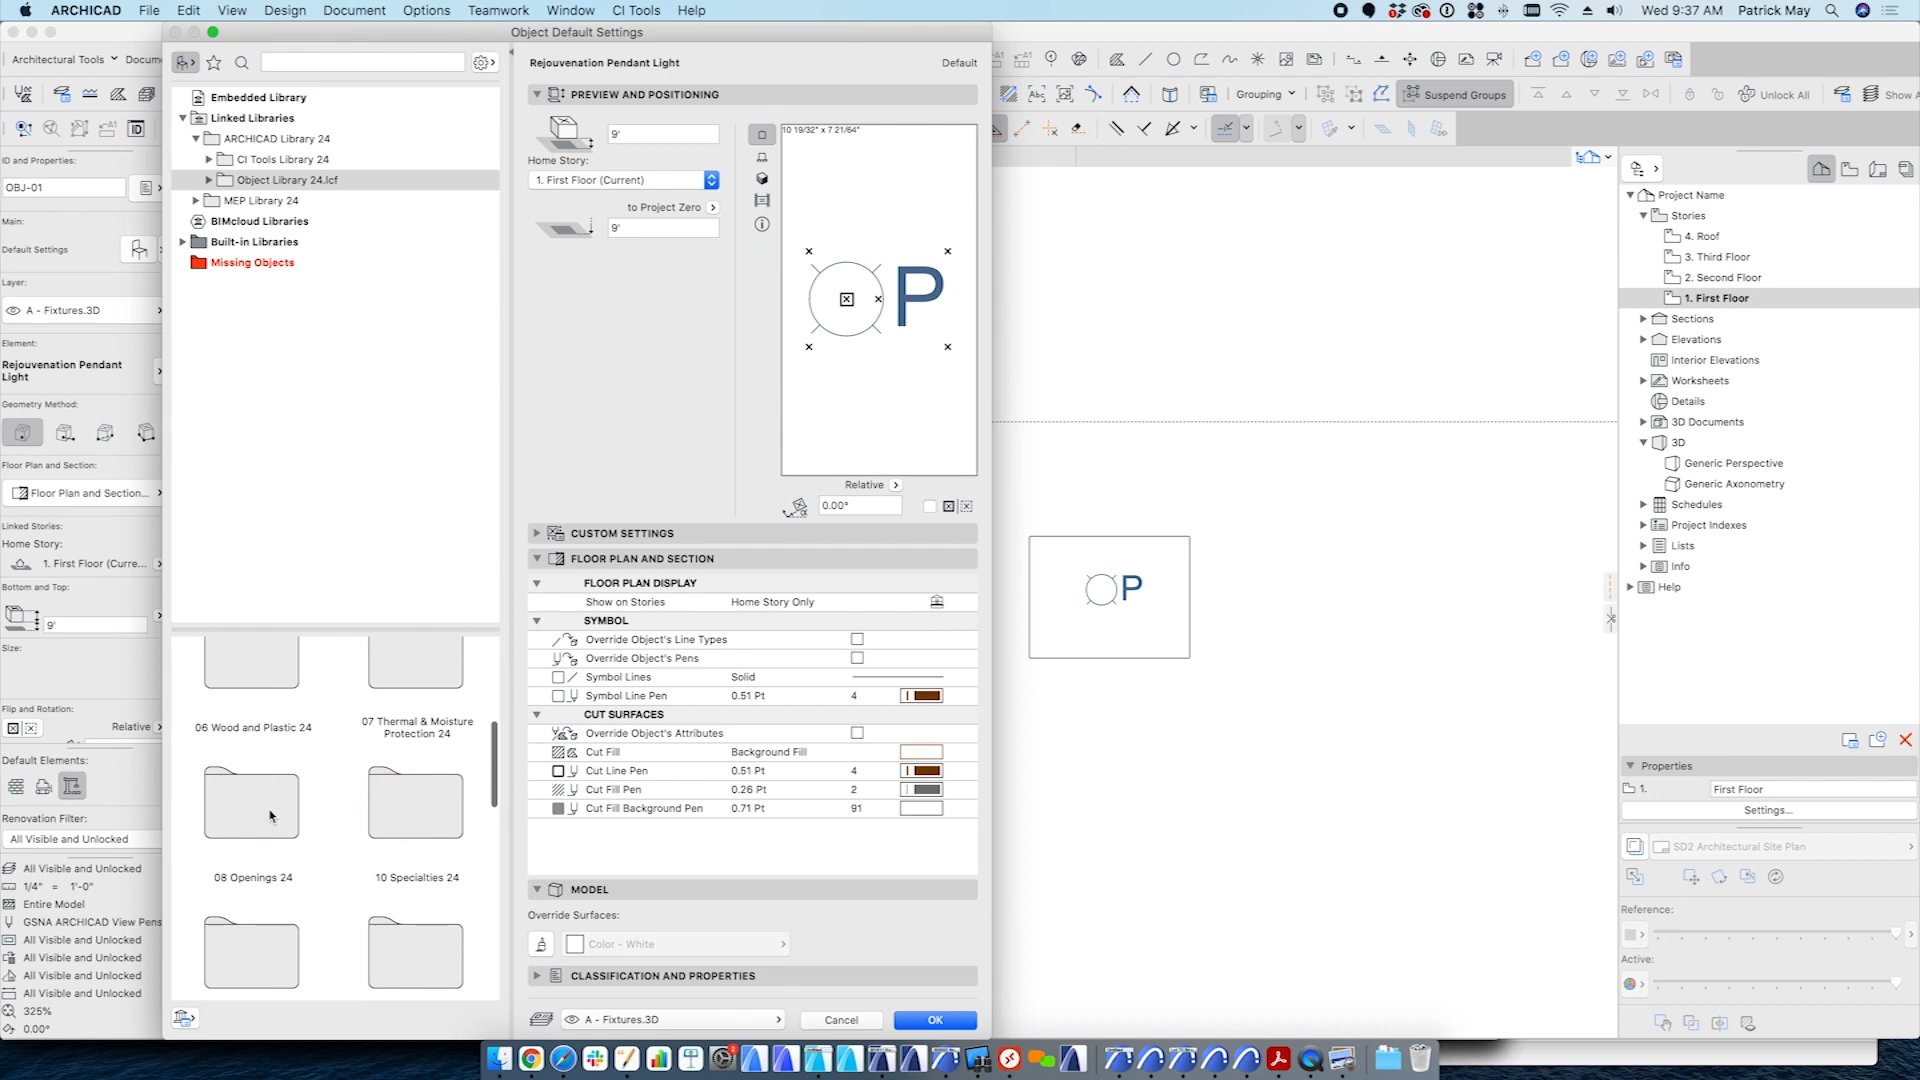 ARCHICAD File Edit View Design Document Options Teamwork Window CI Tools Help
Wed 9:37 AM Patrick May
Object Default Settings
Architectural Tools
Rejouvenation Pendant Light
Default
Embedded Library
Linked Libraries
ARCHICAD Library 24
CI Tools Library 24
Object Library 24.lcf
MEP Library 24
BIMcloud Libraries
Built-in Libraries
Missing Objects
ID and Properties:
OBJ-01
Main:
Default Settings
Layer:
A - Fixtures.3D
Element:
Rejouvenation Pendant
Light
Geometry Method:
Floor Plan and Section:
Floor Plan and Section...
Linked Stories:
Home Story:
1. First Floor (Curre...
Bottom and Top:
9'
Size:
Flip and Rotation:
Relative
Default Elements:
Renovation Filter:
All Visible and Unlocked
All Visible and Unlocked
1/4" = 1'-0"
Entire Model
GSNA ARCHICAD View Pens
All Visible and Unlocked
All Visible and Unlocked
All Visible and Unlocked
All Visible and Unlocked
325%
0.00°
06 Wood and Plastic 24
07 Thermal & Moisture
Protection 24
08 Openings 24
10 Specialties 24
PREVIEW AND POSITIONING
9'
Home Story:
1. First Floor (Current)
to Project Zero
9'
10 19/32" x 7 21/64"
P
Relative
0.00°
CUSTOM SETTINGS
FLOOR PLAN AND SECTION
FLOOR PLAN DISPLAY
Show on Stories Home Story Only
SYMBOL
Override Object's Line Types
Override Object's Pens
Symbol Lines Solid
Symbol Line Pen 0.51 Pt 4
CUT SURFACES
Override Object's Attributes
Cut Fill Background Fill
Cut Line Pen 0.51 Pt 4
Cut Fill Pen 0.26 Pt 2
Cut Fill Background Pen 0.71 Pt 91
MODEL
Override Surfaces:
Color - White
CLASSIFICATION AND PROPERTIES
A - Fixtures.3D
Cancel
OK
Grouping
Suspend Groups
Unlock All
P
Project Name
Stories
4. Roof
3. Third Floor
2. Second Floor
1. First Floor
Sections
Elevations
Interior Elevations
Worksheets
Details
3D Documents
3D
Generic Perspective
Generic Axonometry
Schedules
Project Indexes
Lists
Info
Help
Properties
1. First Floor
Settings...
SD2 Architectural Site Plan
Reference:
Active: